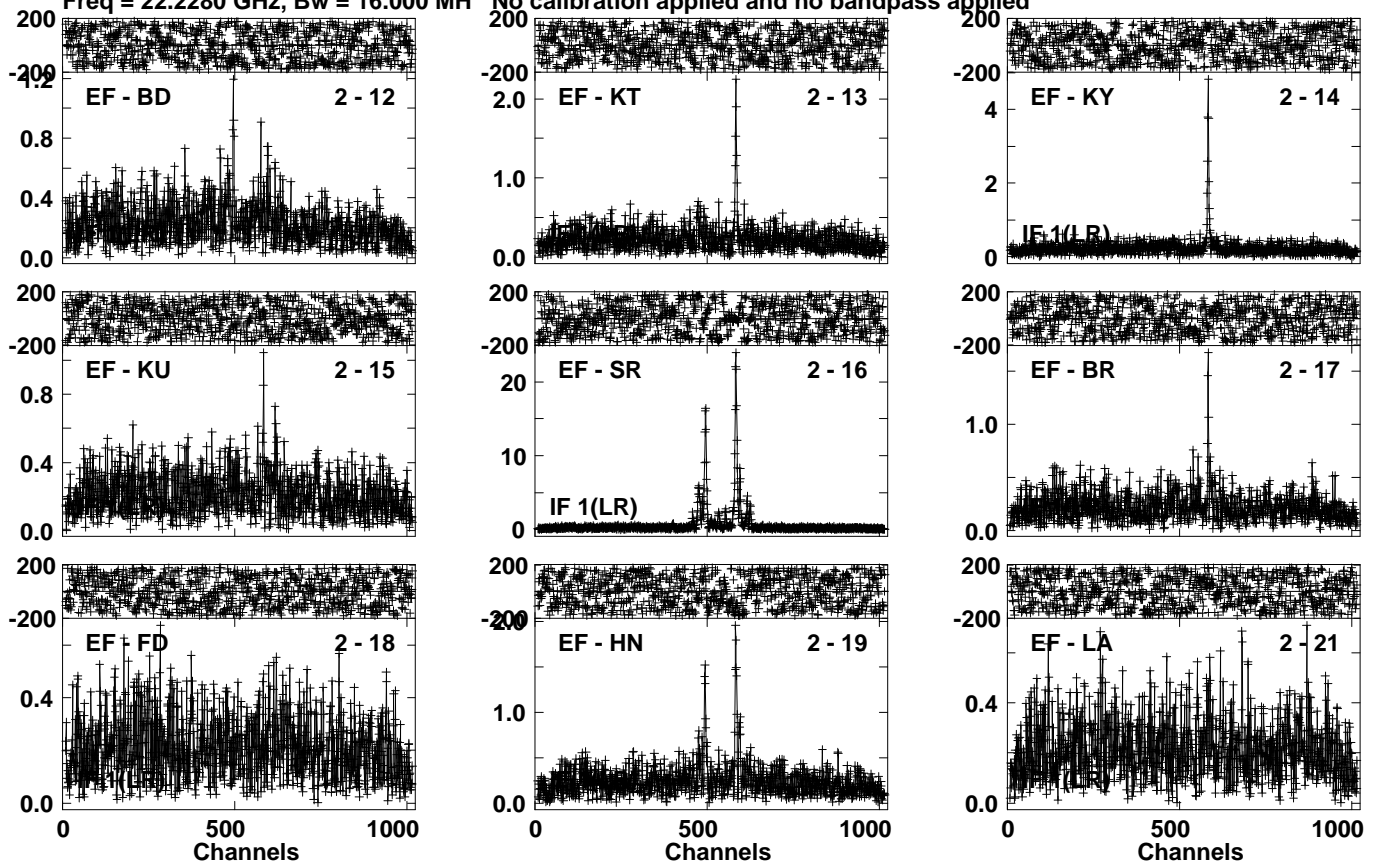 Freq = 22.2280 GHz, Bw = 16.000 MH No calibration applied and no bandpass applied
200 200 200
-200 -200 -200
1.2 EF - BD 2 - 12 2.0 EF - KT 2 - 13 4 EF - KY 2 - 14
0.8 1.0 2
0.4 IF 1(LR)
0.0 0.0 0
200 200 200
-200 -200 -200
EF - KU 2 - 15 EF - SR 2 - 16 EF - BR 2 - 17
0.8 20 1.0
0.4 10
IF 1(LR)
0.0 0 0.0
200 200 200
-200 -200 -200
2.0
EF - FD 2 - 18 EF - HN 2 - 19 EF - LA 2 - 21
0.4 1.0 0.4
0.0 0.0 0.0
0 500 1000 0 500 1000 0 500 1000
Channels Channels Channels